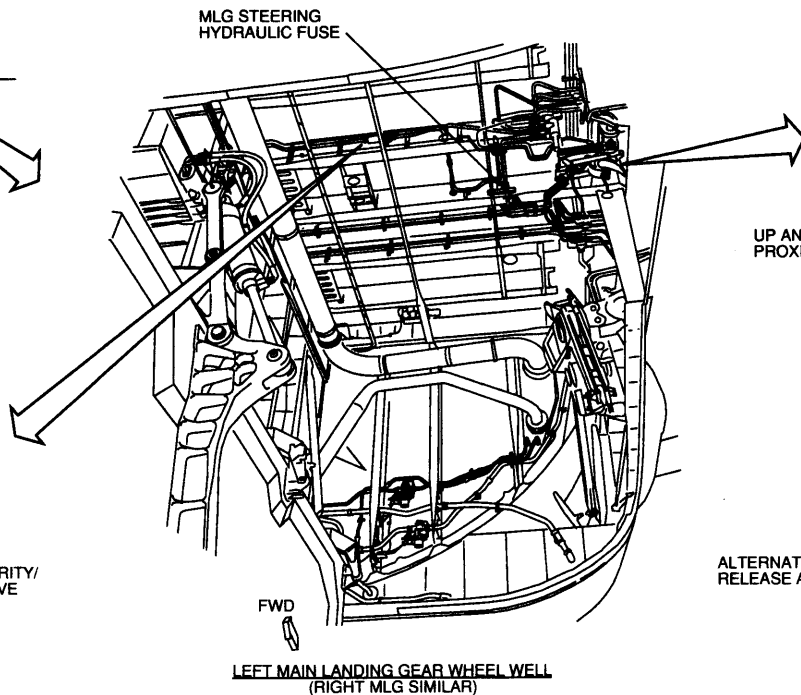 MLG STEERING
HYDRAULIC FUSE
UP AN
PROXI
RITY/
VE
ALTERNAT
RELEASE A
FWD
LEFT MAIN LANDING GEAR WHEEL WELL
(RIGHT MLG SIMILAR)